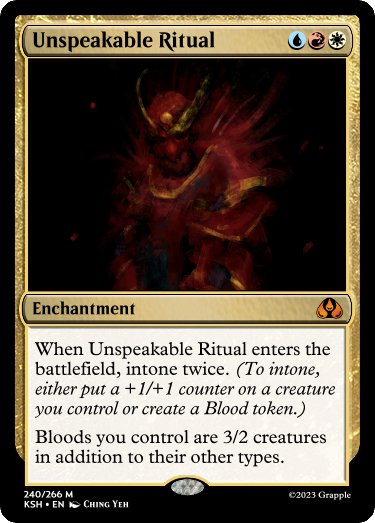 Unspeakable Ritual
Enchantment
When Unspeakable Ritual enters the
battlefield, intone twice. (To intone,
either put a +1/+1 counter on a creature
you control or create a Blood token.)
Bloods you control are 3/2 creatures
in addition to their other types.
240/266 M
KSH • EN Ching Yeh
©2023 Grapple